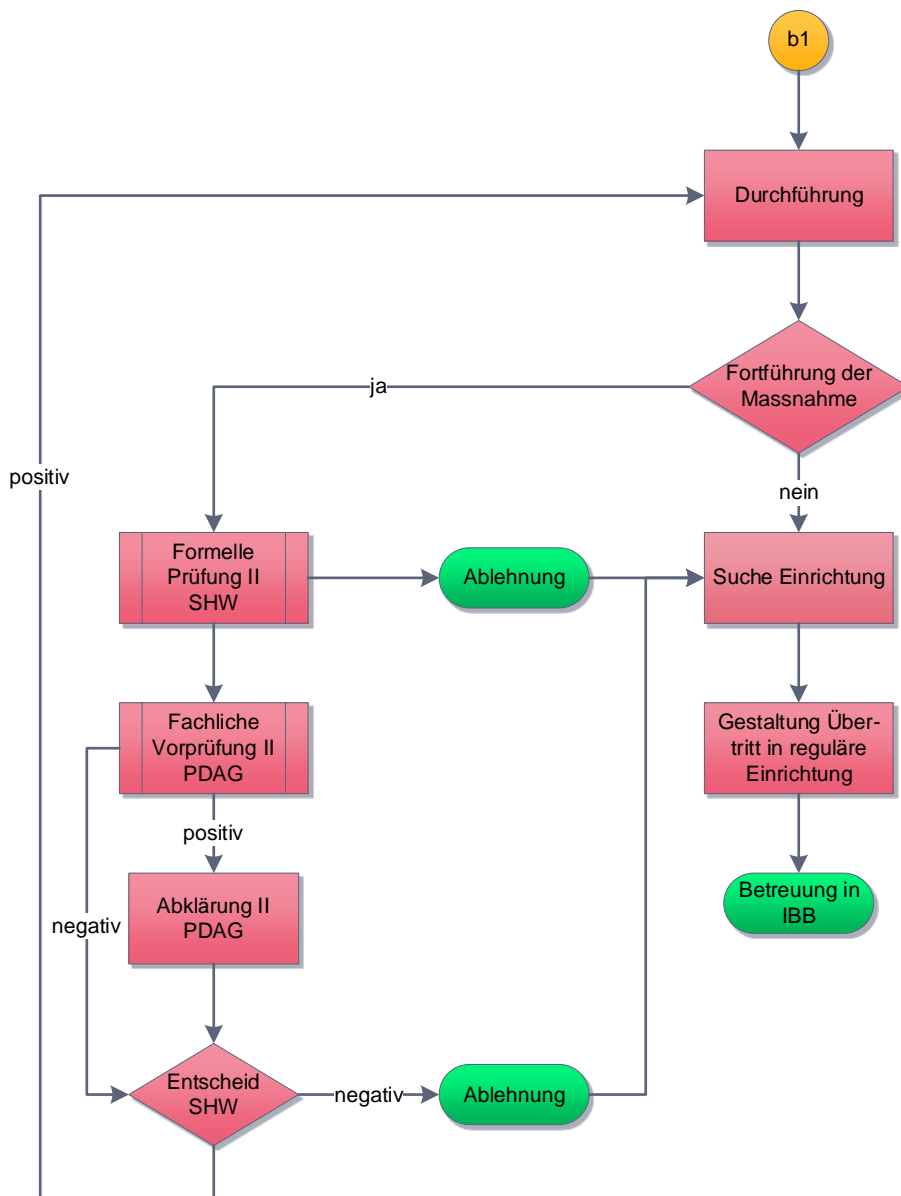 b1
Durchführung
Fortführung der
Massnahme
ja
positiv
nein
Formelle
Prüfung II
SHW
Ablehnung
Suche Einrichtung
Fachliche
Vorprüfung II
PDAG
Gestaltung Über-
tritt in reguläre
Einrichtung
positiv
Abklärung II
PDAG
negativ
Betreuung in
IBB
Entscheid
SHW
negativ
Ablehnung